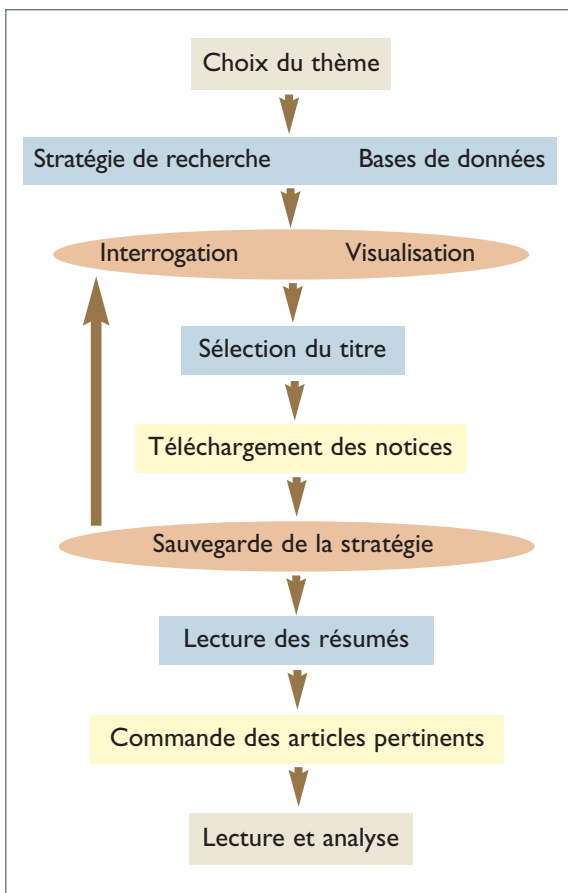 Choix du thème
Stratégie de recherche Bases de données
Interrogation Visualisation
Sélection du titre
Téléchargement des notices
Sauvegarde de la stratégie
Lecture des résumés
Commande des articles pertinents
Lecture et analyse